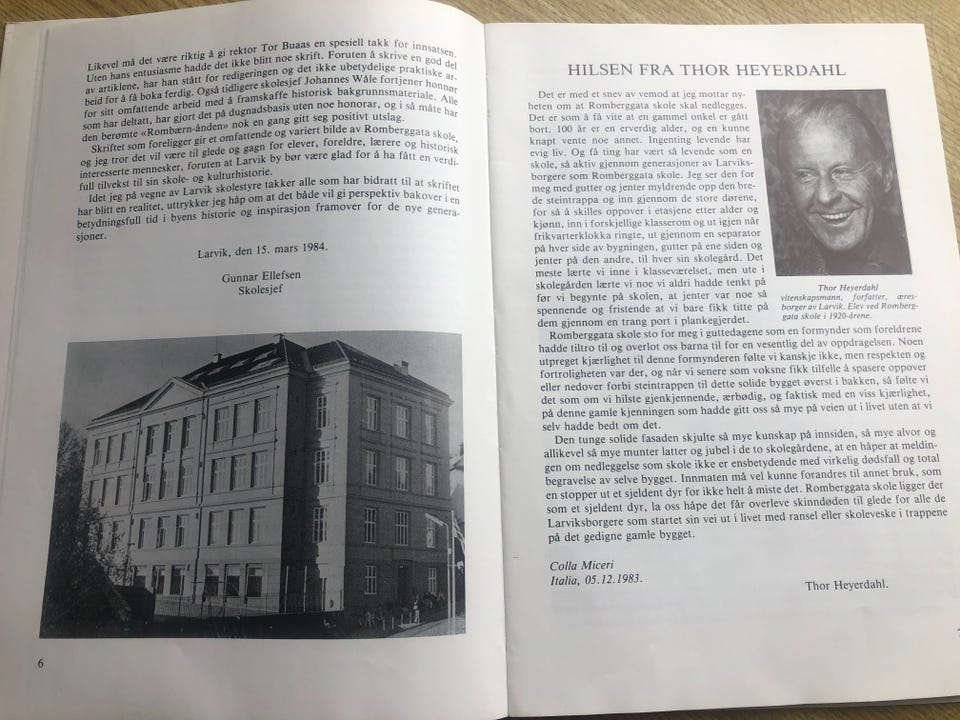 Likevel må det være riktig å gi rektor Tor Buaas en spesiell takk for innsatsen.
Uten hans entusiasme hadde det ikke blitt noe skrift. Foruten å skrive en god del
av artiklene, har han stått for redigeringen og det ikke ubetydelige praktiske ar-
beid for å få boka ferdig. Også tidligere skolesjef Johannes Wåle fortjener honnør
for sitt omfattende arbeid med å framskaffe historisk bakgrunnsmateriale. Alle
som har deltatt, har gjort det på dugnadsbasis uten noe honorar, og i så måte har
den berømte «Rombærn-ånden» nok en gang gitt seg positivt utslag.
Skriftet som foreligger gir et omfattende og variert bilde av Romberggata skole,
og jeg tror det vil være til glede og gagn for elever, foreldre, lærere og historisk
interesserte mennesker, foruten at Larvik by bør være glad for å ha fått en verdi-
full tilvekst til sin skole- og kulturhistorie.
Idet jeg på vegne av Larvik skolestyre takker alle som har bidratt til at skriftet
har blitt en realitet, uttrykker jeg håp om at det både vil gi perspektiv bakover i en
betydningsfull tid i byens historie og inspirasjon framover for de nye genera-
sjoner.
Larvik, den 15. mars 1984.
Gunnar Ellefsen
Skolesjef
6
HILSEN FRA THOR HEYERDAHL
Det er med et snev av vemod at jeg mottar ny-
heten om at Romberggata skole skal nedlegges.
Det er som å få vite at en gammel onkel er gått
bort. 100 år er en erverdig alder, og en kunne
knapt vente noe annet. Ingenting levende har
evig liv. Og få ting har vært så levende som en
skole, så aktiv gjennom generasjoner av Larviks-
borgere som Romberggata skole. Jeg ser den for
meg med gutter og jenter myldrende opp den bre-
de steintrappa og inn gjennom de store dørene,
for så å skilles oppover i etasjene etter alder og
kjønn, inn i forskjellige klasserom og ut igjen når
frikvarterklokka ringte, ut gjennom en separator
på hver side av bygningen, gutter på ene siden og
jenter på den andre, til hver sin skolegård. Det
meste lærte vi inne i klasseværelset, men ute i
skolegården lærte vi noe vi aldri hadde tenkt på
før vi begynte på skolen, at jenter var noe så
spennende og fristende at vi bare fikk titte på
dem gjennom en trang port i plankegjerdet.
Thor Heyerdahl
vitenskapsmann, forfatter, æres-
borger av Larvik. Elev ved Romberg-
gata skole i 1920-årene.
Romberggata skole sto for meg i guttedagene som en formynder som foreldrene
hadde tiltro til og overlot oss barna til for en vesentlig del av oppdragelsen. Noen
utpreget kjærlighet til denne formynderen følte vi kanskje ikke, men respekten og
fortroligheten var der, og når vi senere som voksne fikk tilfelle å spasere oppover
eller nedover forbi steintrappen til dette solide bygget øverst i bakken, så følte vi
det som om vi hilste gjenkjennende, ærbødig, og faktisk med en viss kjærlighet,
på denne gamle kjenningen som hadde gitt oss så mye på veien ut i livet uten at vi
selv hadde bedt om det.
Den tunge solide fasaden skjulte så mye kunskap på innsiden, så mye alvor og
allikevel så mye munter latter og jubel i de to skolegårdene, at en håper at meldin-
gen om nedleggelse som skole ikke er ensbetydende med virkelig dødsfall og total
begravelse av selve bygget. Innmaten må vel kunne forandres til annet bruk, som
en stopper ut et sjeldent dyr for ikke helt å miste det. Romberggata skole ligger der
som et sjeldent dyr, la oss håpe det får overleve skinndøden til glede for alle de
Larviksborgere som startet sin vei ut i livet med ransel eller skoleveske i trappene
på det gedigne gamle bygget.
Colla Miceri
Italia, 05.12.1983.
Thor Heyerdahl.